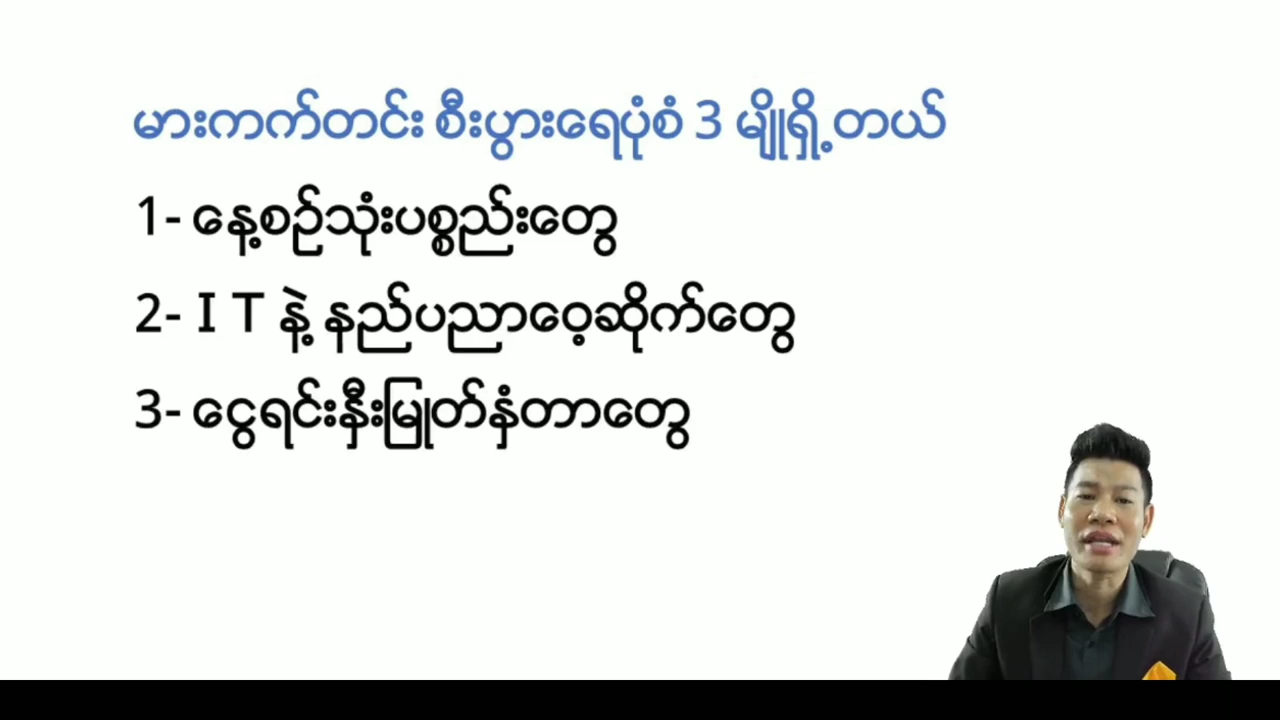 မားကက်တင်း စီးပွားရေပုံစံ 3 မျိုရှိ့တယ်
1- နေ့စဉ်သုံးပစ္စည်းတွေ
2- I T နဲ့ နည်ပညာဝေ့ဆိုက်တွေ
3- ငွေရင်းနှီးမြုတ်နှံတာတွေ